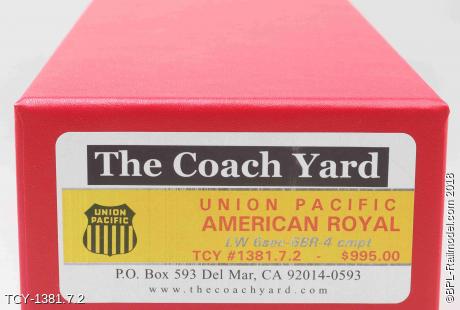 The Coach Yard
UNION PACIFIC
UNION
PACIFIC
AMERICAN ROYAL
LW 6sec-6BR-4 cmpt
TCY #1381.7.2 - $995.00
P.O. Box 593 Del Mar, CA 92014-0593
www.thecoachyard.com
TCY-1381.7.2
©BPL-Railmodel.com 2018